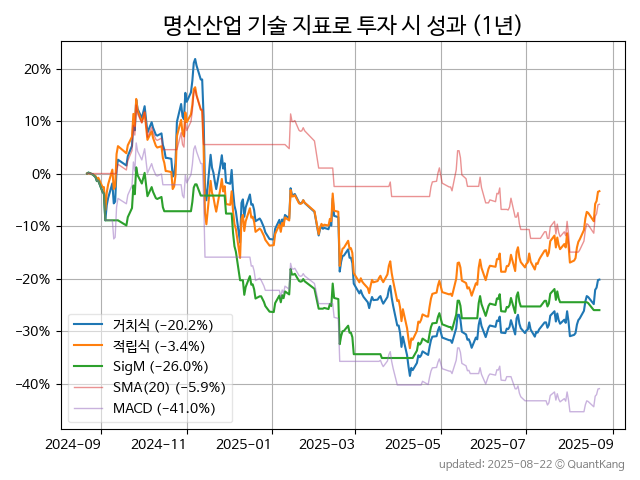 명신산업 기술 지표로 투자 시 성과 (1년)
20%
10%
0%
−10%
−20%
−30%
−40%
거치식 (−20.2%)
적립식 (−3.4%)
SigM (−26.0%)
SMA(20) (−5.9%)
MACD (−41.0%)
2024-09 2024-11 2025-01 2025-03 2025-05 2025-07 2025-09
updated: 2025-08-22 © QuantKang